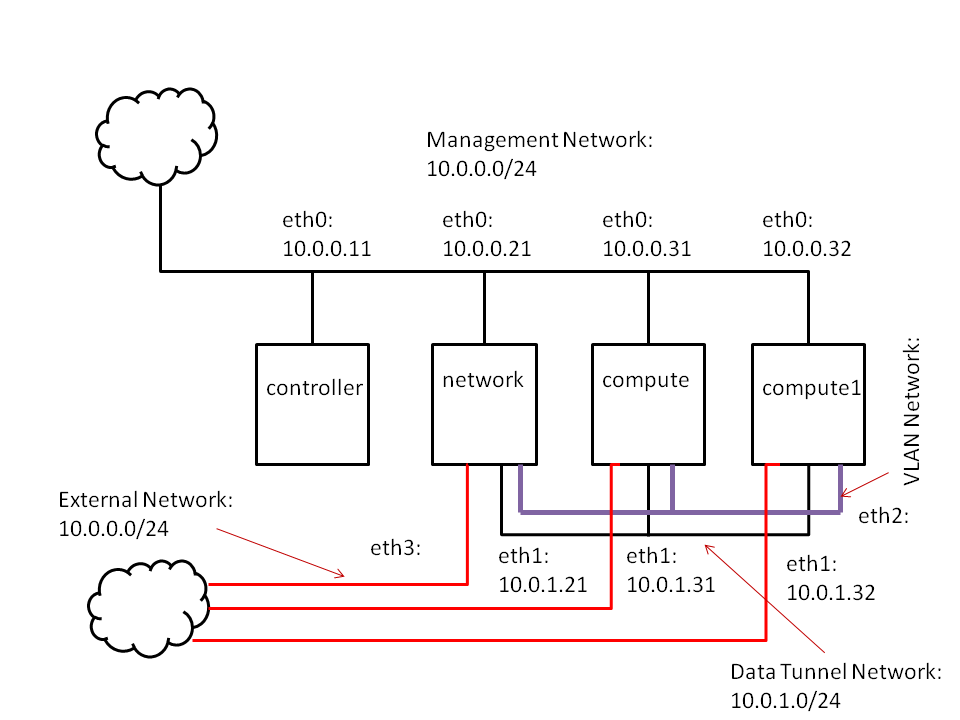 Management Network:
10.0.0.0/24
eth0:
10.0.0.11
eth0:
10.0.0.21
eth0:
10.0.0.31
eth0:
10.0.0.32
controller
network
compute
compute1
VLAN Network:
External Network:
10.0.0.0/24
eth3:
eth2:
eth1:
10.0.1.21
eth1:
10.0.1.31
eth1:
10.0.1.32
Data Tunnel Network:
10.0.1.0/24